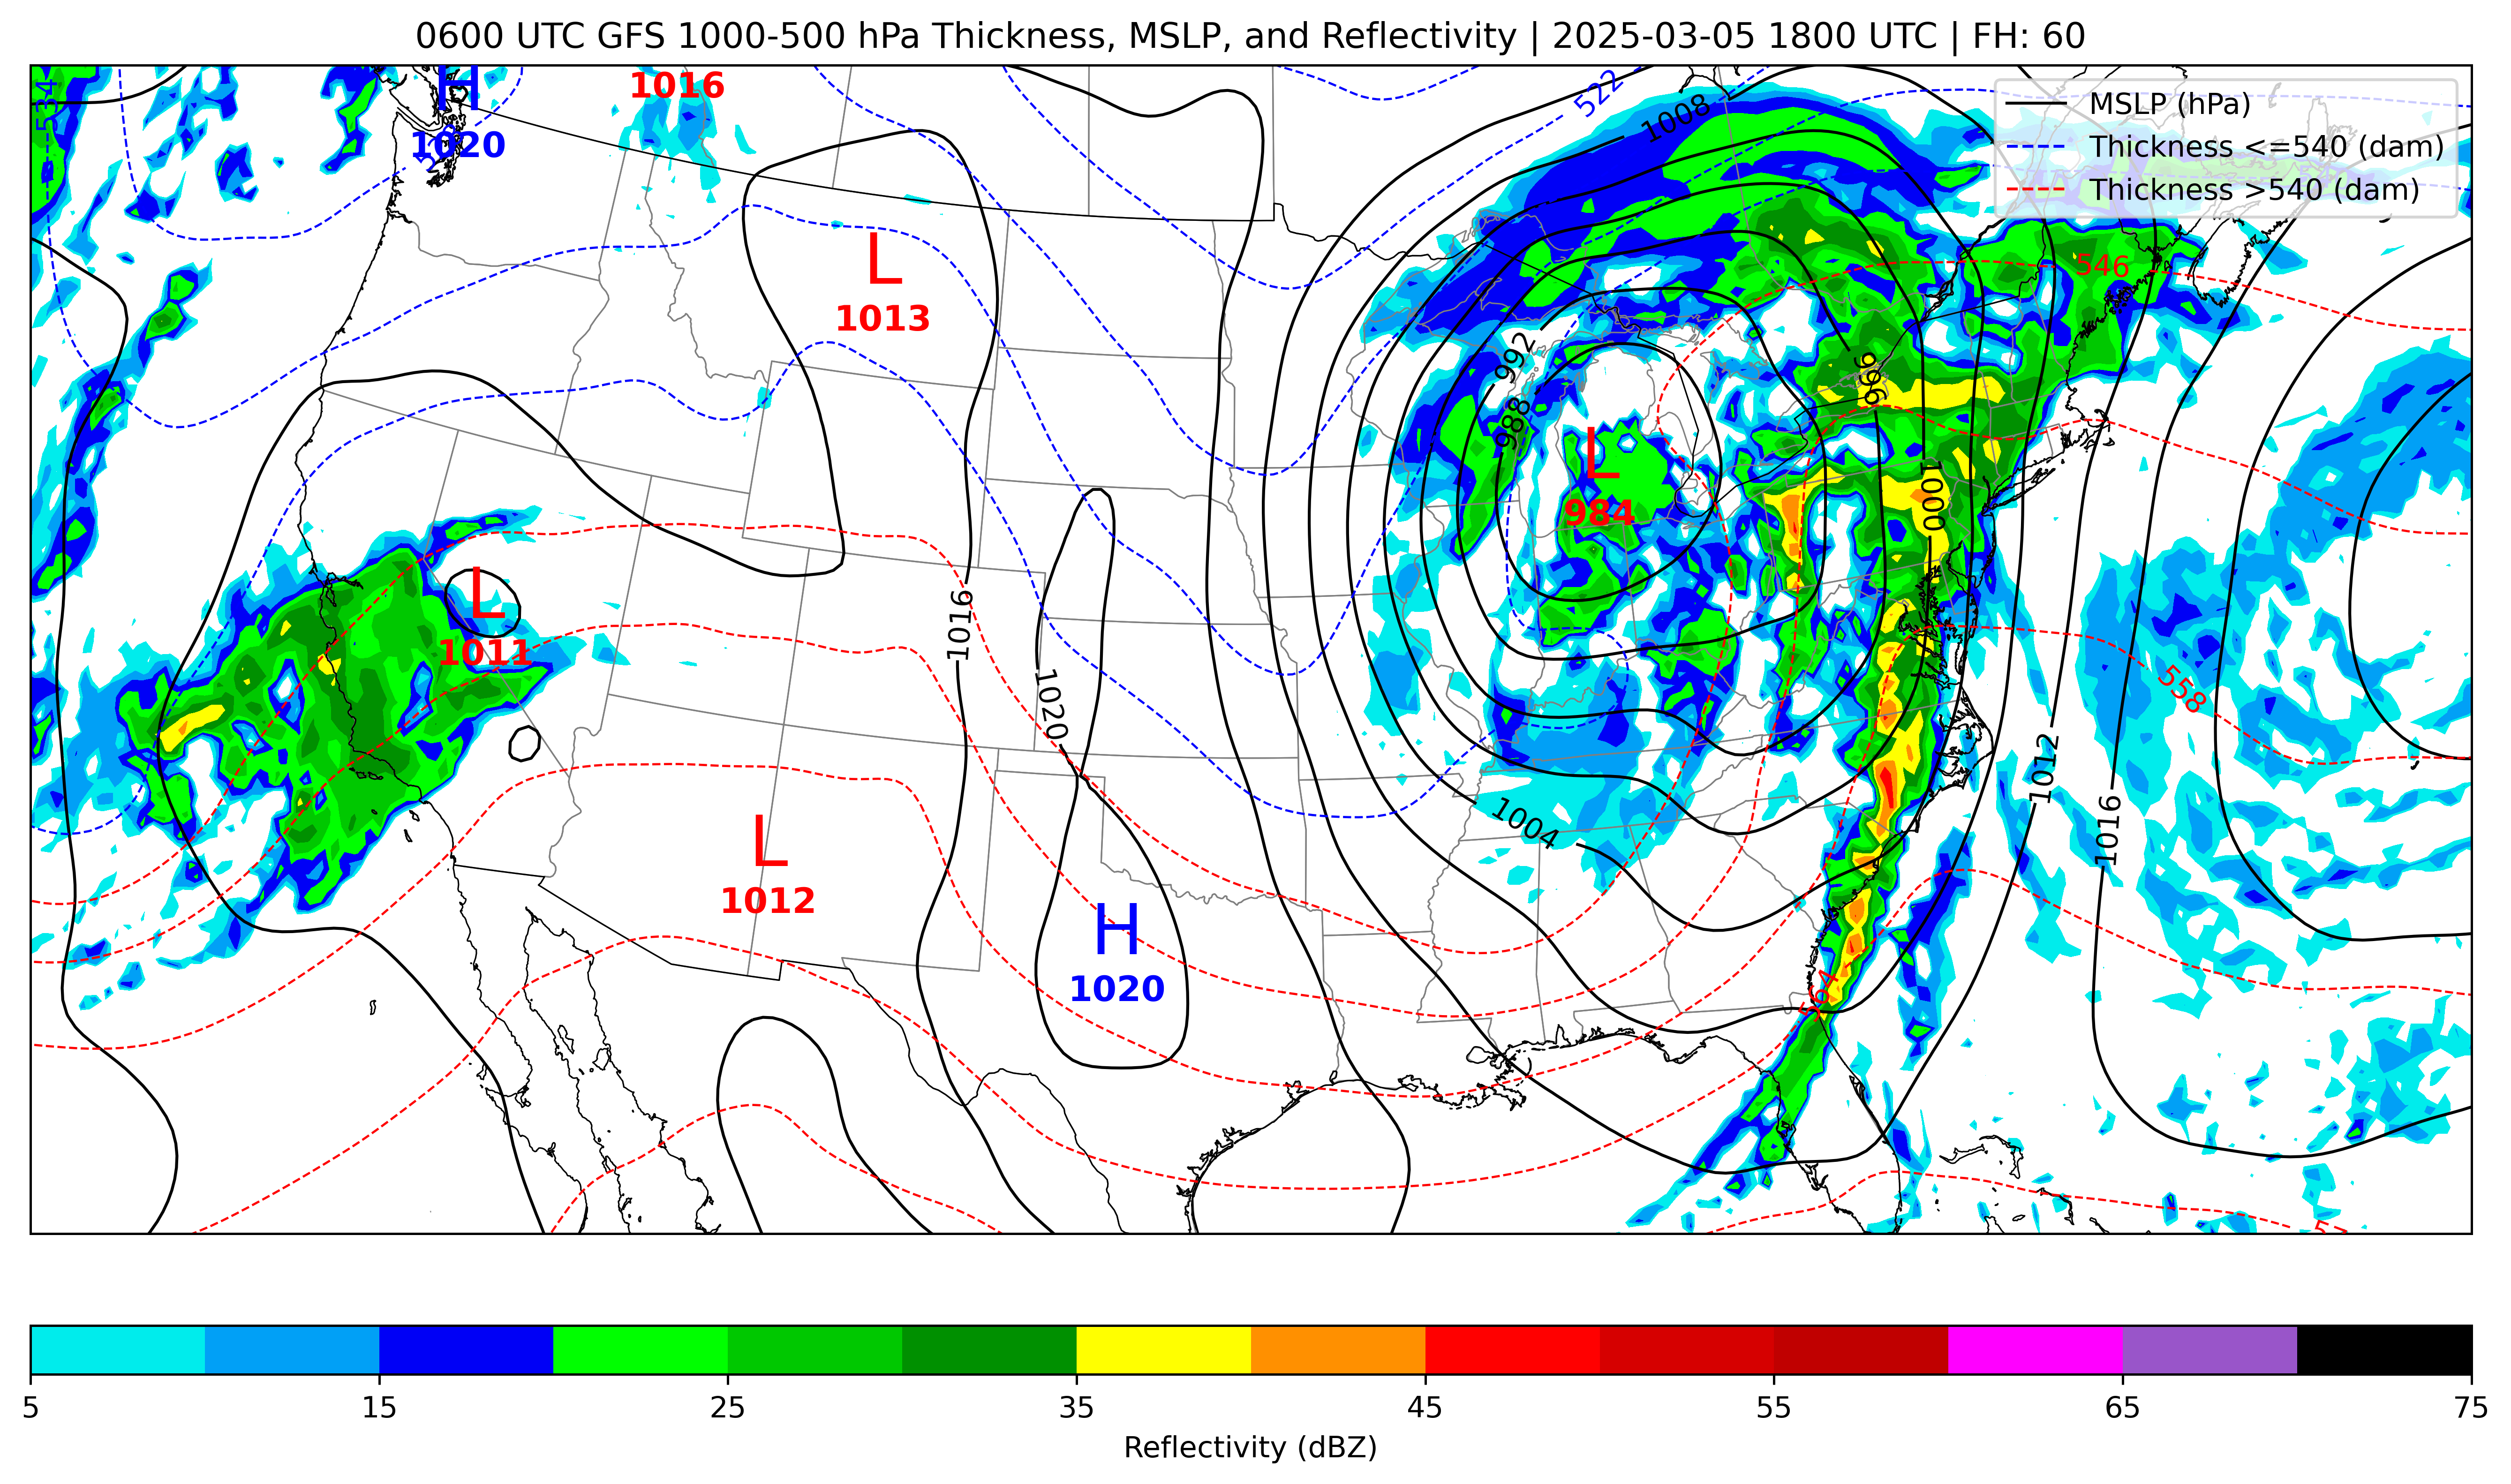 0600 UTC GFS 1000-500 hPa Thickness, MSLP, and Reflectivity | 2025-03-05 1800 UTC | FH: 60
534
H
1020
1016
522
1008
MSLP (hPa)
Thickness <=540 (dam)
Thickness >540 (dam)
L
1013
546
992
996
988
L
984
1000
L
1011
1016
1020
558
1012
1016
1004
L
1012
H
1020
564
5 15 25 35 45 55 65 75
Reflectivity (dBZ)